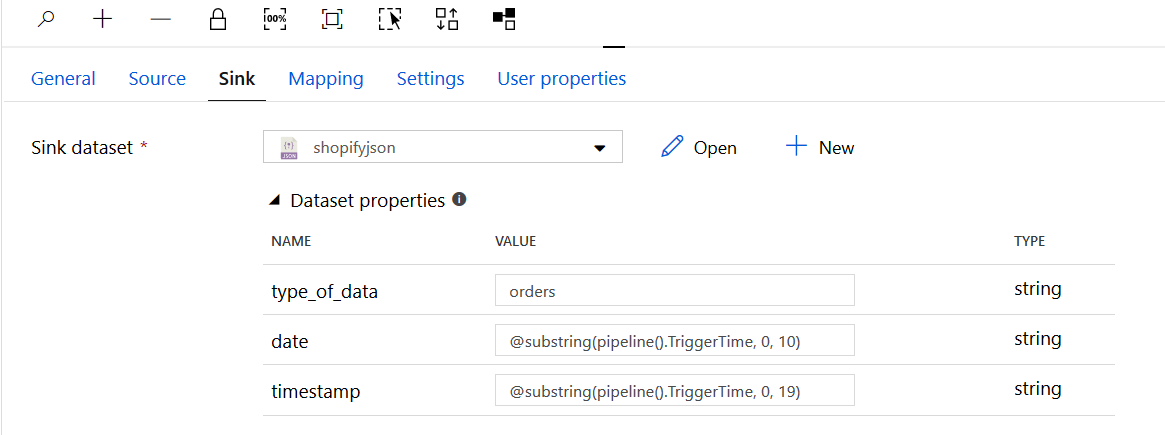 100%
General Source Sink Mapping Settings User properties
Sink dataset * {*} JSON shopifyjson Open New
Dataset properties
NAME VALUE TYPE
type_of_data orders string
date @substring(pipeline().TriggerTime, 0, 10) string
timestamp @substring(pipeline().TriggerTime, 0, 19) string